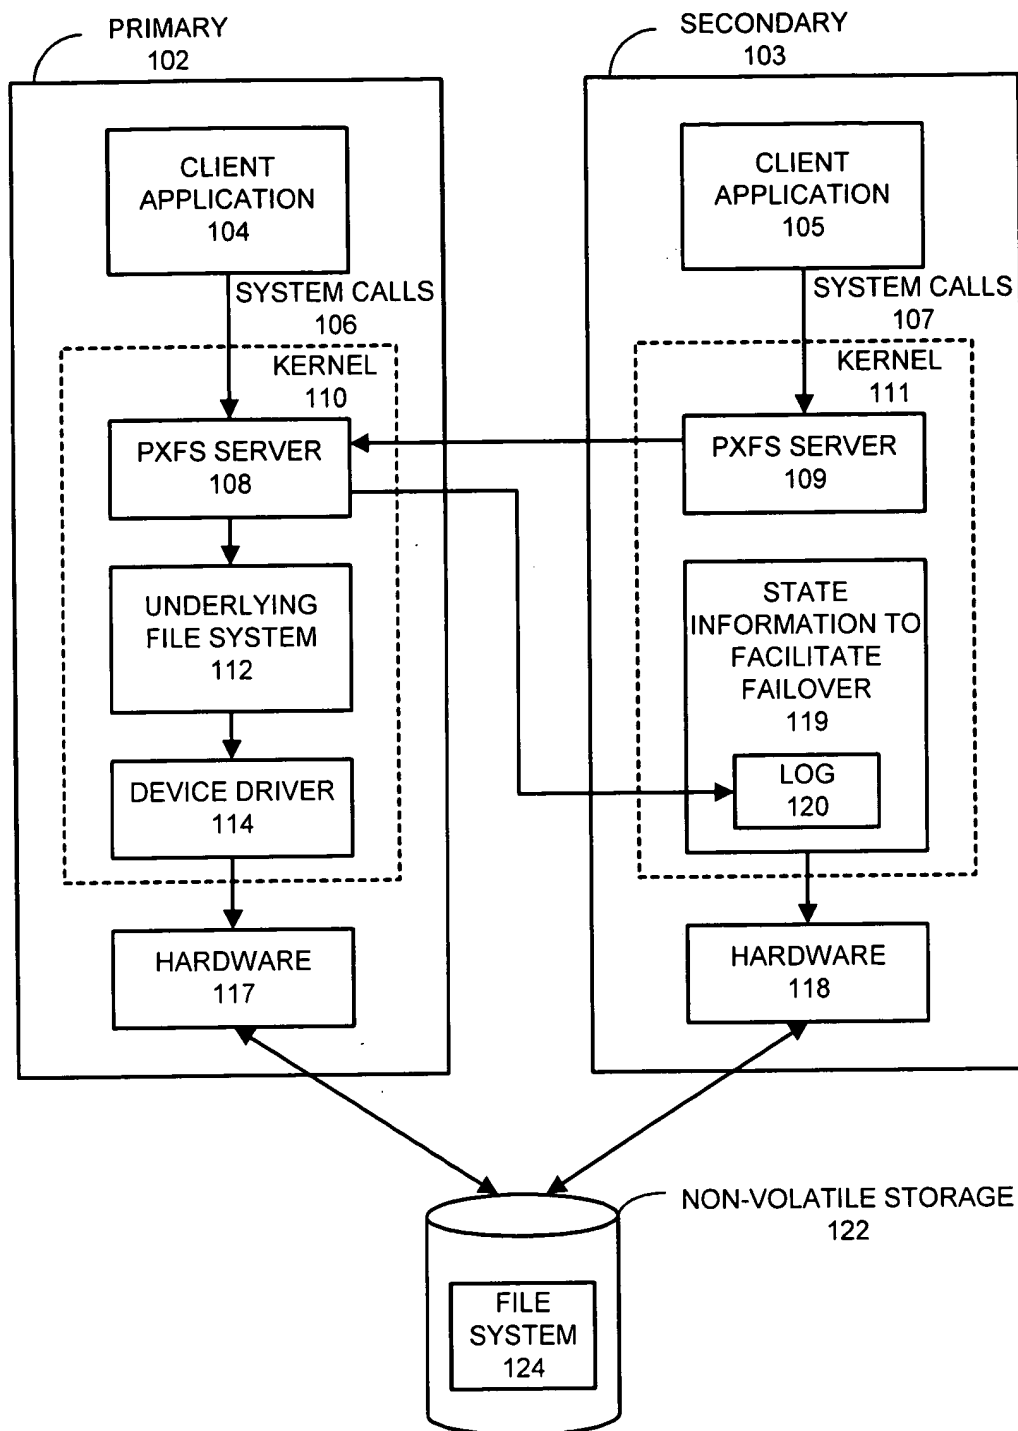 PRIMARY
102
SECONDARY
103
CLIENT
APPLICATION
104
CLIENT
APPLICATION
105
SYSTEM CALLS
106
SYSTEM CALLS
107
KERNEL
110
KERNEL
111
PXFS SERVER
108
PXFS SERVER
109
UNDERLYING
FILE SYSTEM
112
STATE
INFORMATION TO
FACILITATE
FAILOVER
119
DEVICE DRIVER
114
LOG
120
HARDWARE
117
HARDWARE
118
NON-VOLATILE STORAGE
122
FILE
SYSTEM
124